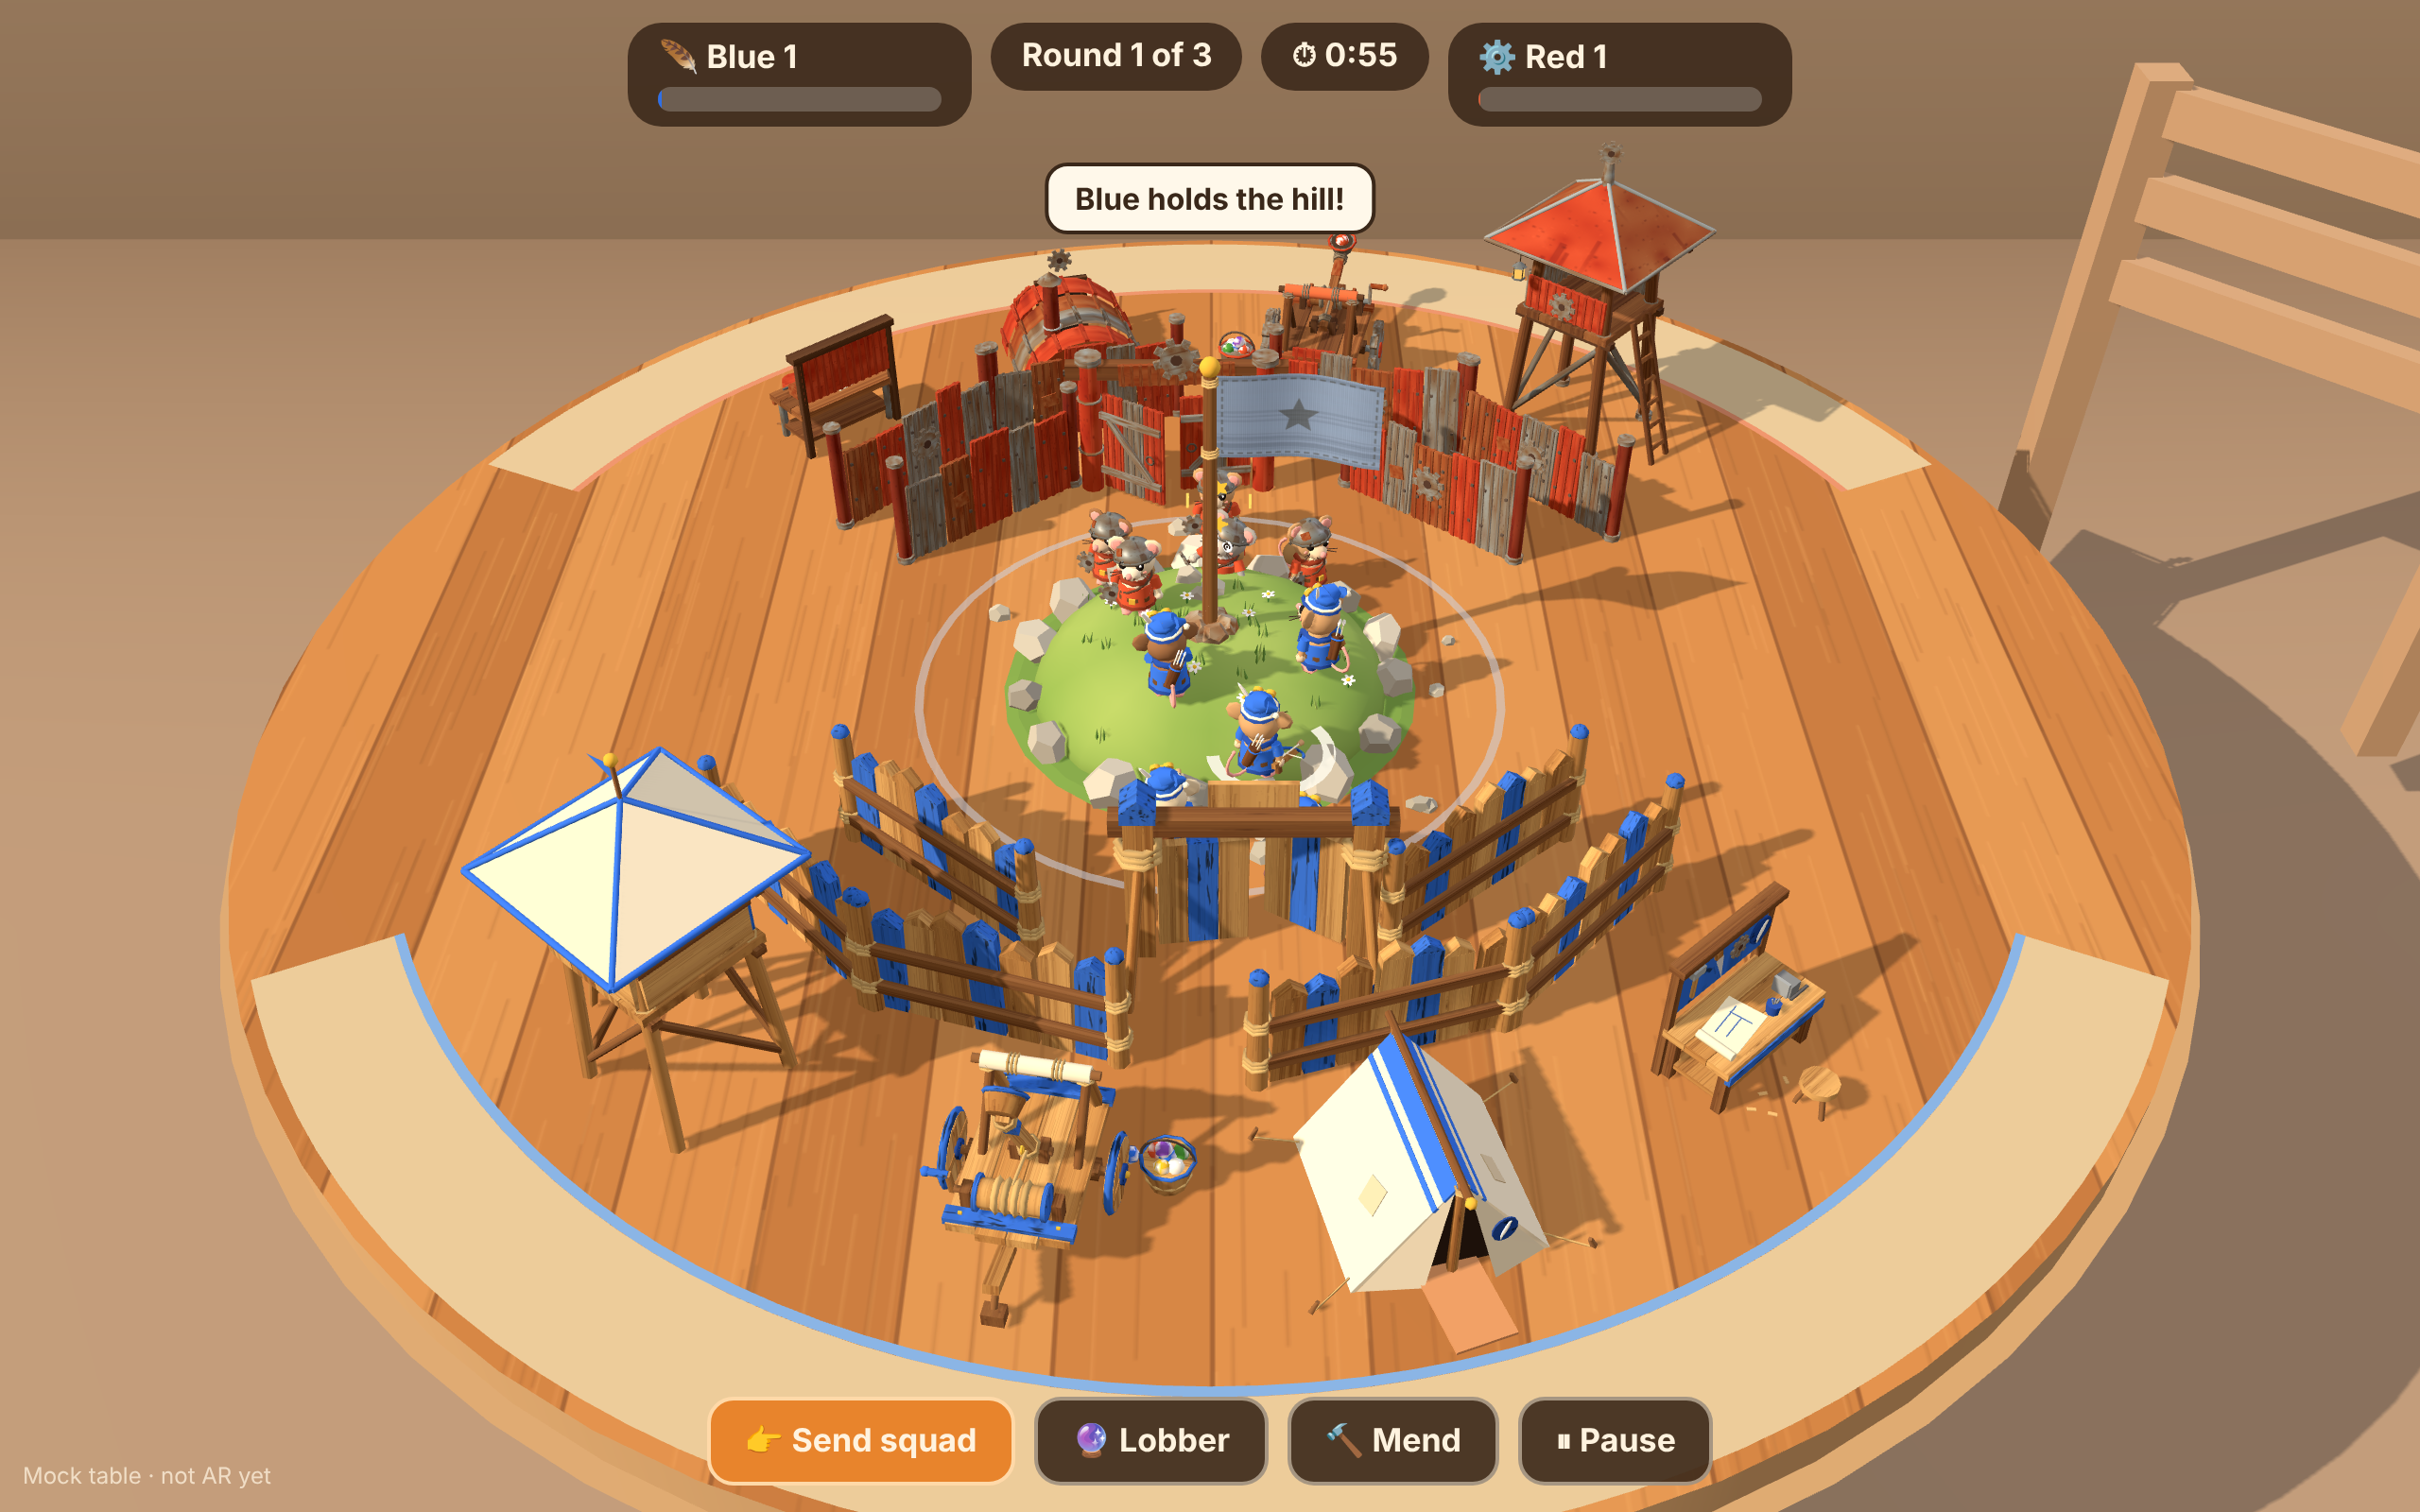 Blue 1
Round 1 of 3
0:55
Red 1
Blue holds the hill!
Send squad
Lobber
Mend
Pause
Mock table · not AR yet